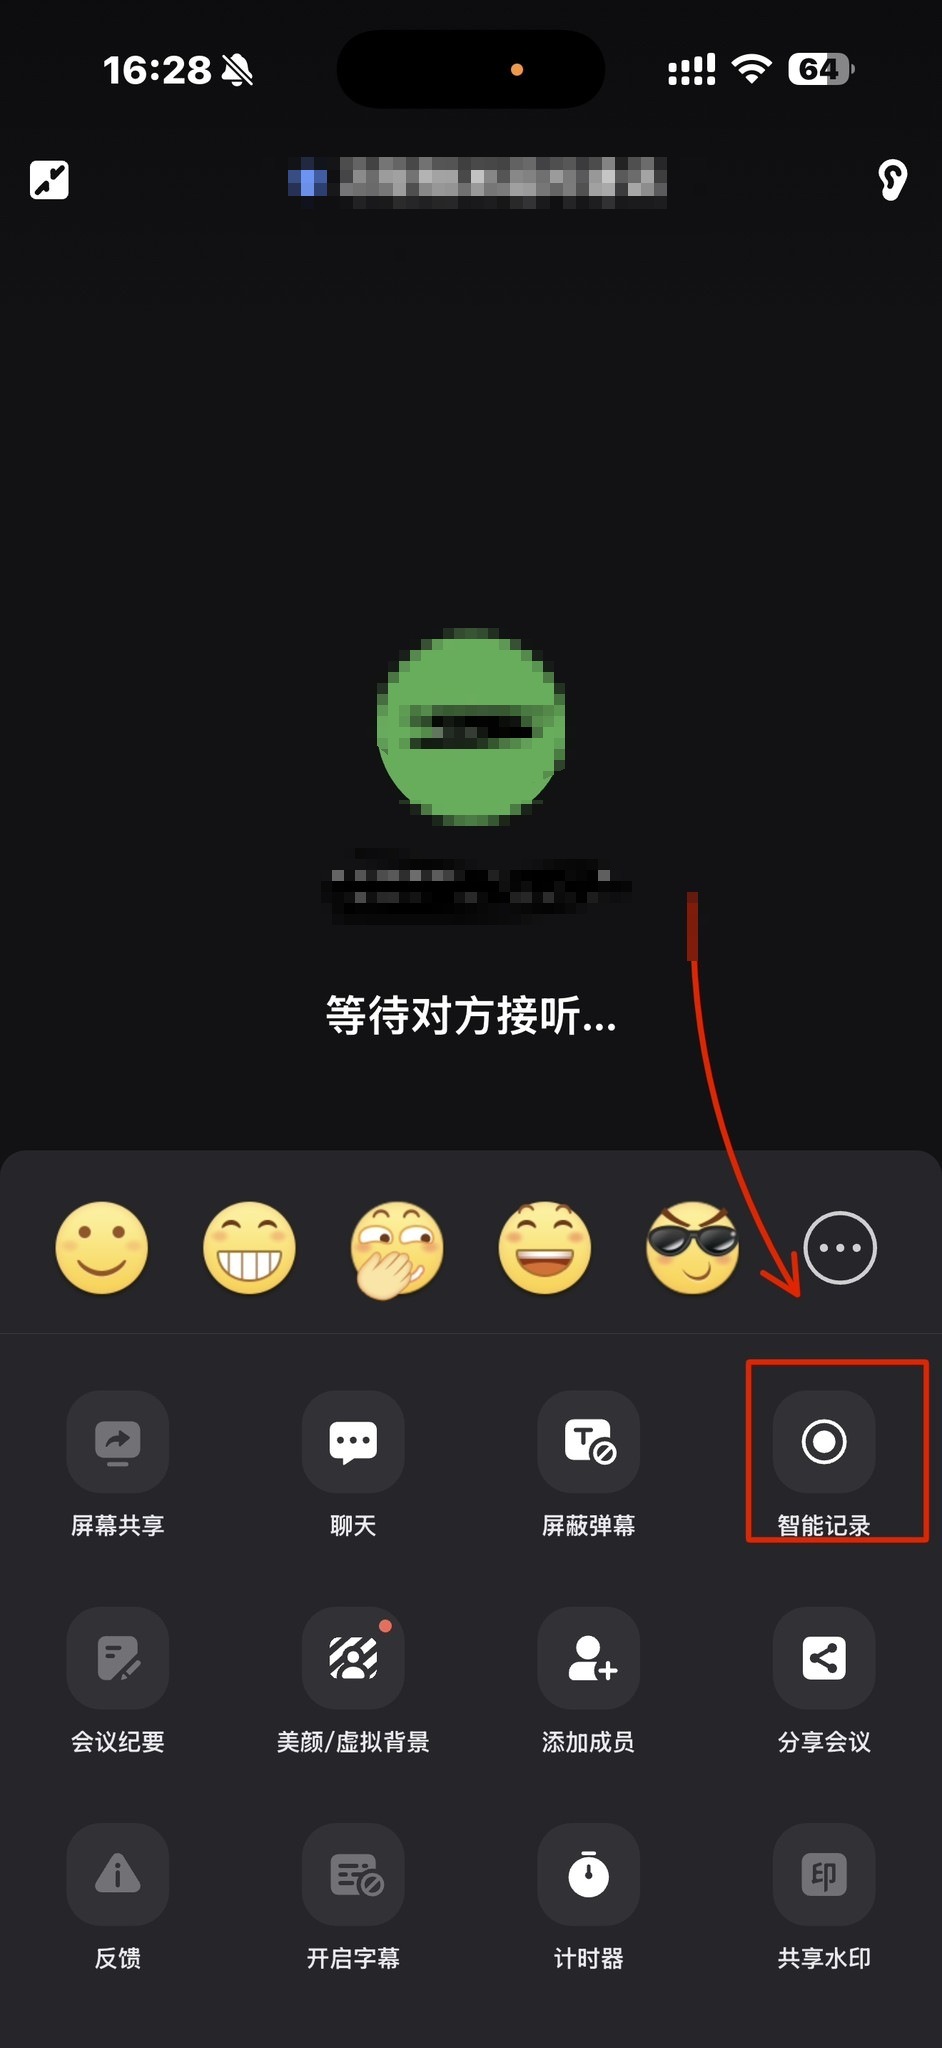 16:28
64
等待对方接听...
屏幕共享
聊天
屏蔽弹幕
智能记录
会议纪要
美颜/虚拟背景
添加成员
分享会议
印
反馈
开启字幕
计时器
共享水印